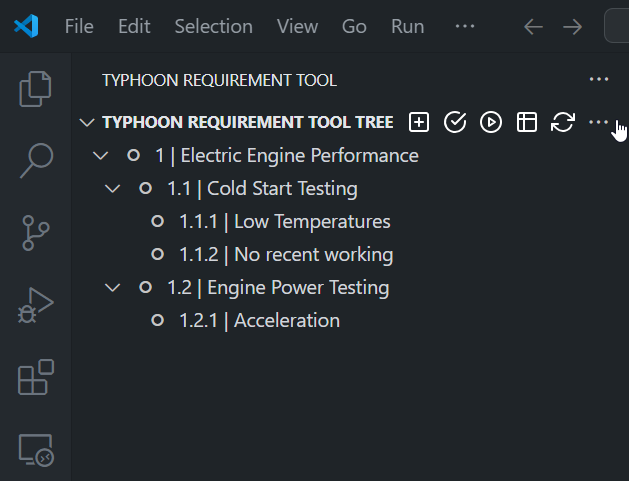 File Edit Selection View Go Run ···
TYPHOON REQUIREMENT TOOL ···
TYPHOON REQUIREMENT TOOL TREE ···
1 | Electric Engine Performance
1.1 | Cold Start Testing
1.1.1 | Low Temperatures
1.1.2 | No recent working
1.2 | Engine Power Testing
1.2.1 | Acceleration